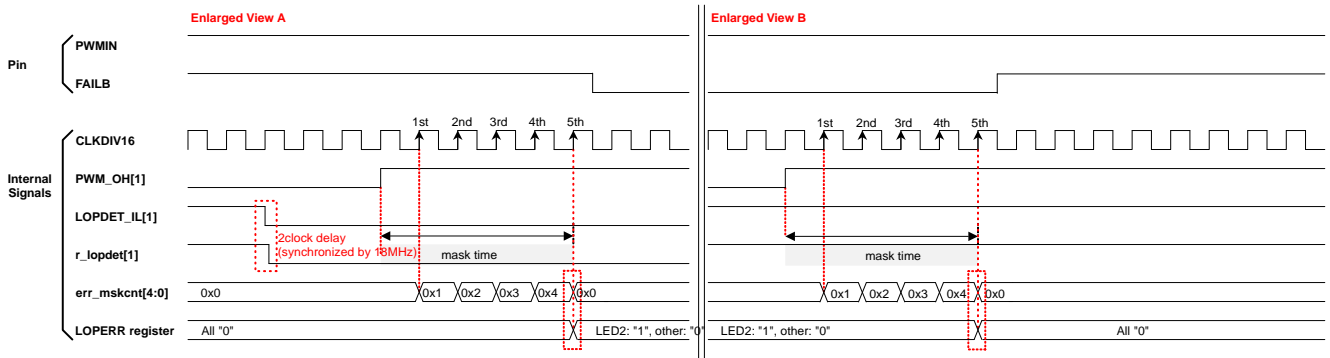 Enlarged View A
Enlarged View B
Pin
PWMIN
FAILB
1st 2nd 3rd 4th 5th
1st 2nd 3rd 4th 5th
CLKDIV16
Internal
Signals
PWM_OH[1]
LOPDET_IL[1]
2clock delay
(synchronized by 18MHz)
r_lopdet[1]
mask time
mask time
err_mskcnt[4:0]
0x0 0x1 0x2 0x3 0x4 0x0
0x1 0x2 0x3 0x4 0x0
LOPERR register
All "0" LED2: "1", other: "0"
LED2: "1", other: "0" All "0"